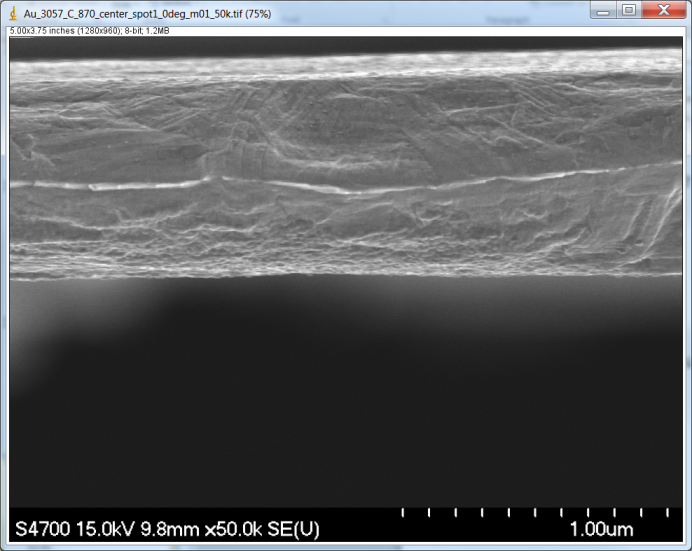 Au_3057_C_870_center_spot1_0deg_m01_50k.tif (75%)
5.00x3.75 inches (1280x960); 8-bit; 1.2MB
S4700 15.0kV 9.8mm x50.0k SE(U)
1.00um